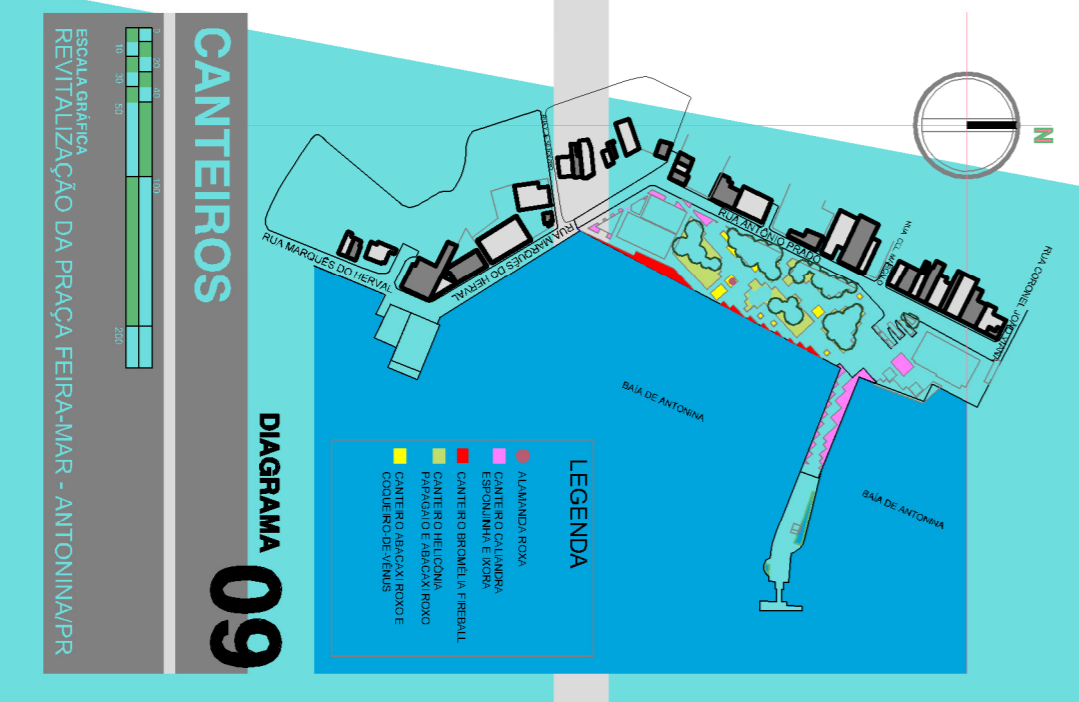 CANTEIROS
ESCALA GRÁFICA
REVITALIZAÇÃO DA PRAÇA FEIRA-MAR - ANTONINA/PR
0
10
20
30
40
50
100
200
DIAGRAMA
09
N
RUA MARQUÊS DO HERVAL
RUA MARQUÊS DO HERVAL
RUA ANTONIO PRADO
RUA CORONEL JOÃO VIANA
BAÍA DE ANTONINA
BAÍA DE ANTONINA
LEGENDA
ALAMANDA ROXA
CANTEIRO CALIANDRA
ESPONJINHA E IXORA
CANTEIRO BROMÉLIA FIREBALL
CANTEIRO HELICÔNIA
PAPAGAIO E ABACAXI ROXO
CANTEIRO ABACAXI ROXO E
COQUEIRO-DE-VÊNUS